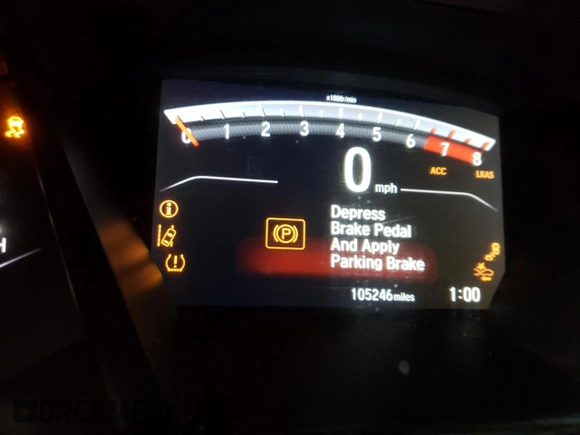 x1000r/min
0 1 2 3 4 5 6 7 8
ACC LKAS
0 mph
Depress
Brake Pedal
And Apply
Parking Brake
(P)
105246 miles 1:00
H